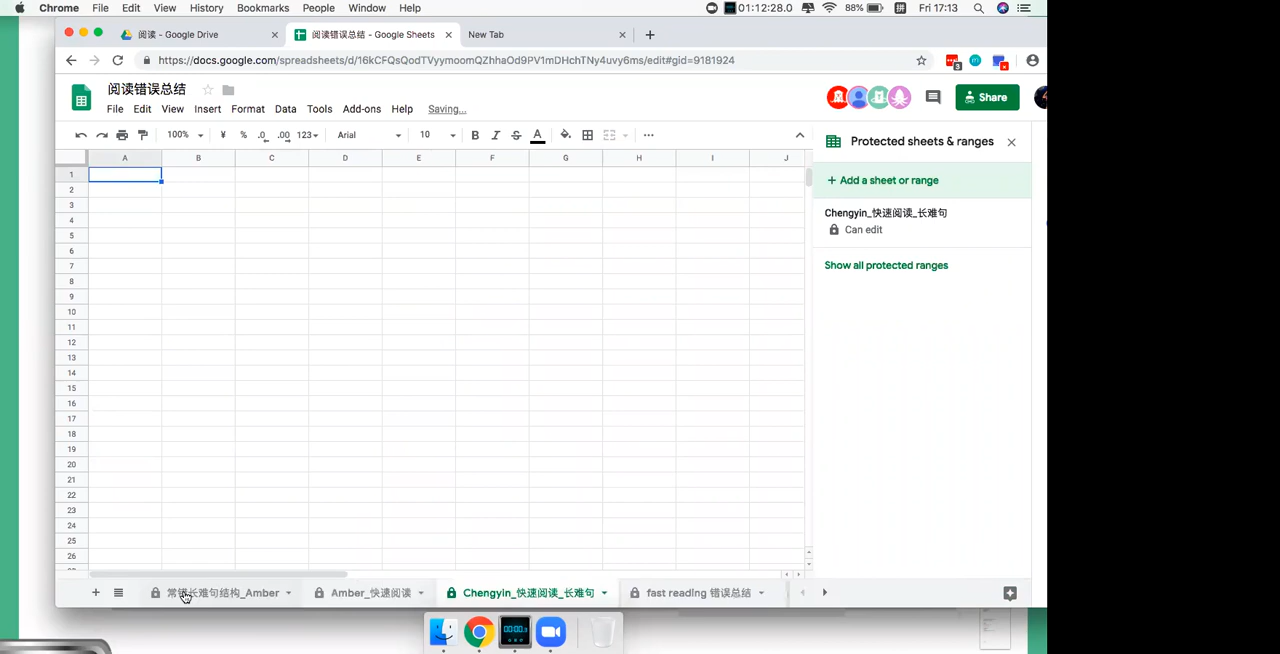 Chrome File Edit View History Bookmarks People Window Help 01:12:28.0 88% 拼 Fri 17:13
阅读 - Google Drive 阅读错误总结 - Google Sheets New Tab
https://docs.google.com/spreadsheets/d/16kCFQsQodTVyymoomQZhhaOd9PV1mDHchTNy4uvy6ms/edit#gid=9181924
阅读错误总结
File Edit View Insert Format Data Tools Add-ons Help Saving...
Share
100% ¥ % .0 .00 123 Arial 10 B I S A
Protected sheets & ranges
A B C D E F G H I J
+ Add a sheet or range
Chengyin_快速阅读_长难句
Can edit
Show all protected ranges
1
2
3
4
5
6
7
8
9
10
11
12
13
14
15
16
17
18
19
20
21
22
23
24
25
26
常错长难句结构_Amber Amber_快速阅读 Chengyin_快速阅读_长难句 fast reading 错误总结